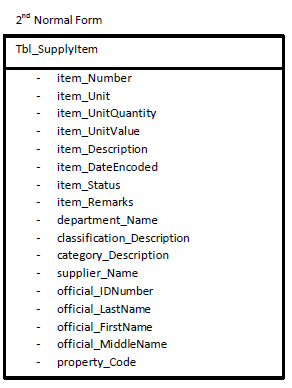 2nd Normal Form
Tbl_SupplyItem
- item_Number
- item_Unit
- item_UnitQuantity
- item_UnitValue
- item_Description
- item_DateEncoded
- item_Status
- item_Remarks
- department_Name
- classification_Description
- category_Description
- supplier_Name
- official_IDNumber
- official_LastName
- official_FirstName
- official_MiddleName
- property_Code